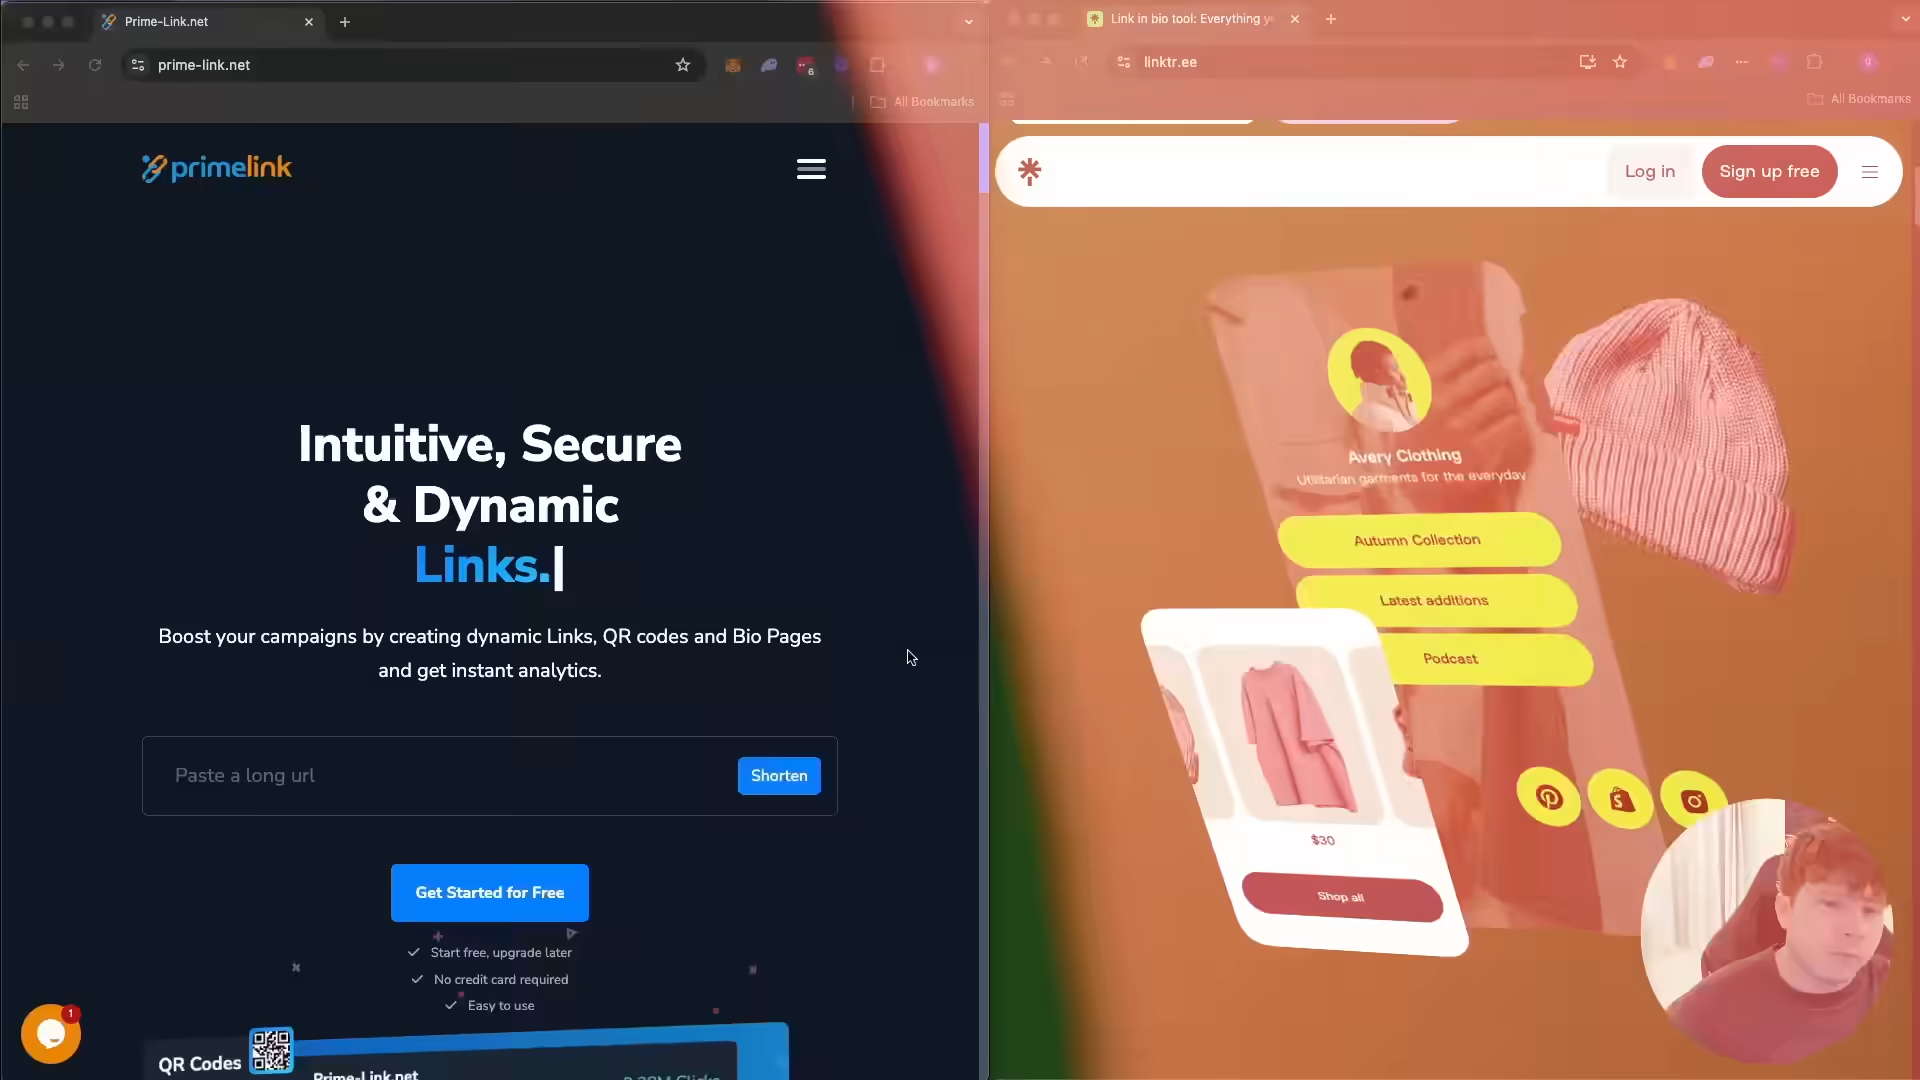 Prime-Link.net
prime-link.net
6
All Bookmarks
primelink
Intuitive, Secure
& Dynamic
Links.
Boost your campaigns by creating dynamic Links, QR codes and Bio Pages
and get instant analytics.
Paste a long url
Shorten
Get Started for Free
Start free, upgrade later
No credit card required
Easy to use
1
QR Codes
Prime-Link.net
Link in bio tool: Everything
linktr.ee
All Bookmarks
Log in
Sign up free
Avery Clothing
Utilitarian garments for the everyday
Autumn Collection
Latest additions
Podcast
$30
Shop all